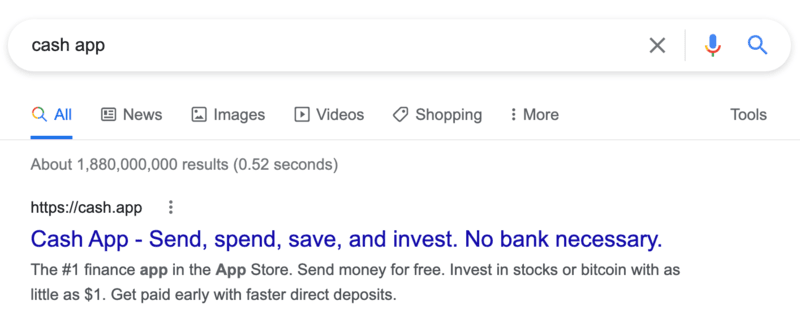 cash app
All News Images Videos Shopping More Tools
About 1,880,000,000 results (0.52 seconds)
https://cash.app
Cash App - Send, spend, save, and invest. No bank necessary.
The #1 finance app in the App Store. Send money for free. Invest in stocks or bitcoin with as
little as $1. Get paid early with faster direct deposits.